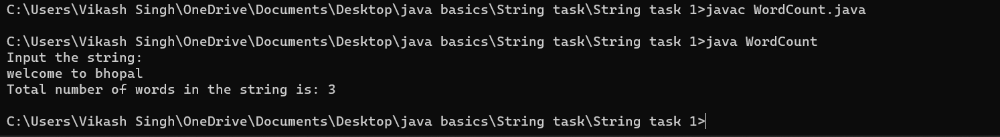 C:\Users\Vikash Singh\OneDrive\Documents\Desktop\java basics\String task\String task 1>javac WordCount.java
C:\Users\Vikash Singh\OneDrive\Documents\Desktop\java basics\String task\String task 1>java WordCount
Input the string:
welcome to bhopal
Total number of words in the string is: 3
C:\Users\Vikash Singh\OneDrive\Documents\Desktop\java basics\String task\String task 1>